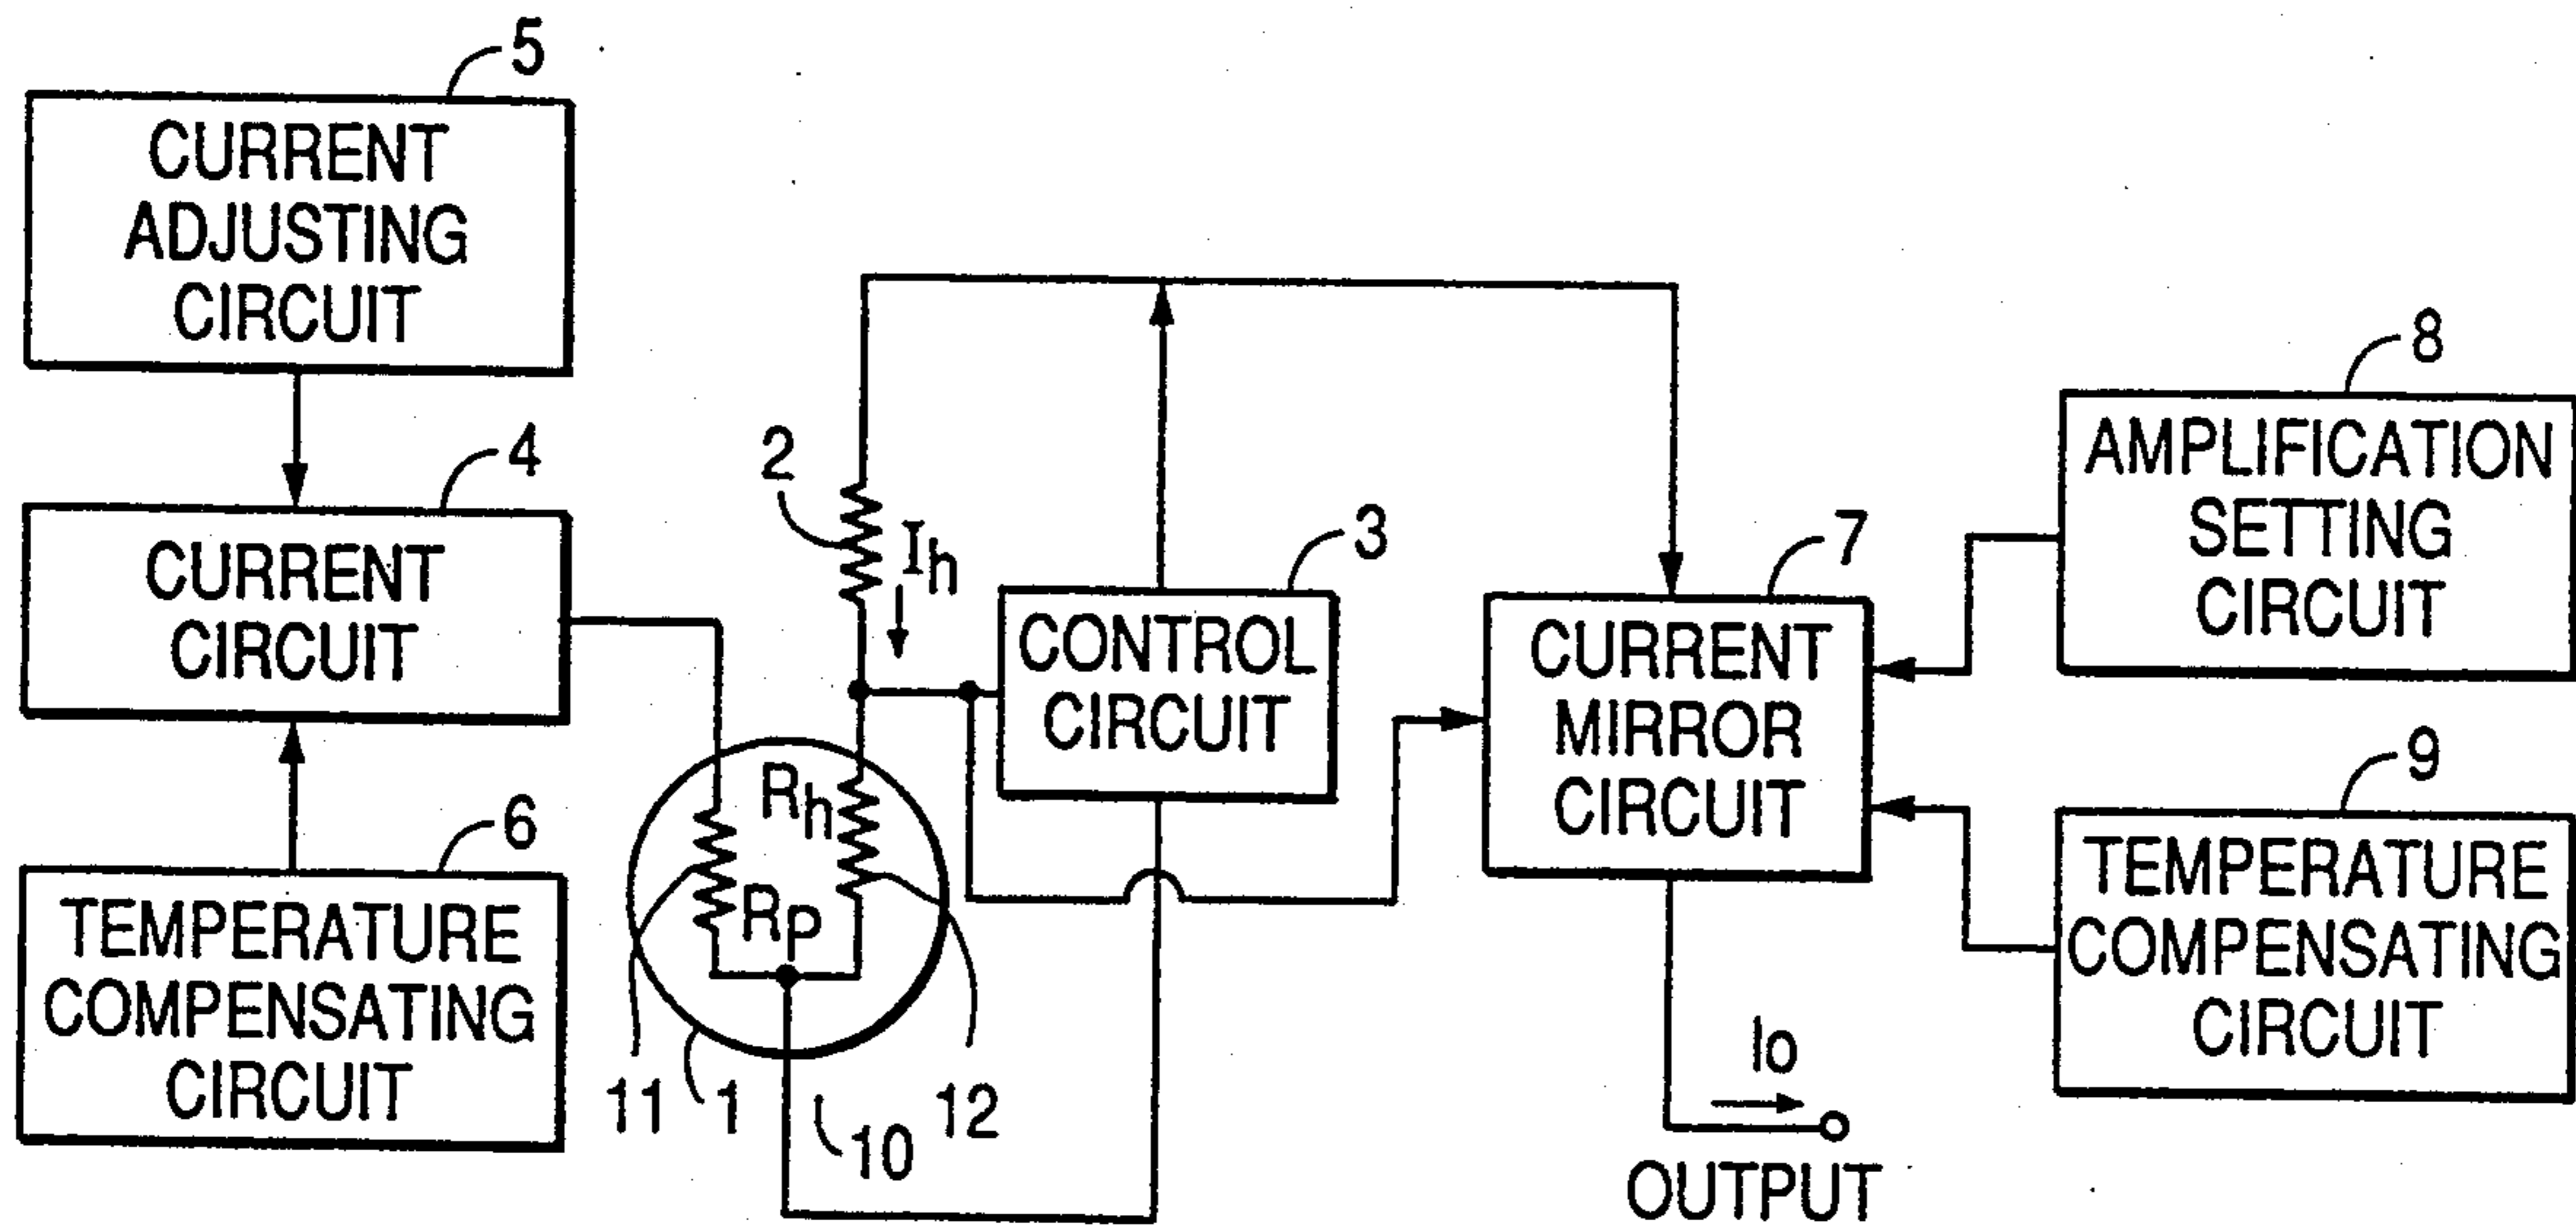 5
CURRENT
ADJUSTING
CIRCUIT
4
CURRENT
CIRCUIT
6
TEMPERATURE
COMPENSATING
CIRCUIT
2
Ih
3
CONTROL
CIRCUIT
Rh
RP
11
1
10
12
7
CURRENT
MIRROR
CIRCUIT
8
AMPLIFICATION
SETTING
CIRCUIT
9
TEMPERATURE
COMPENSATING
CIRCUIT
Io
OUTPUT